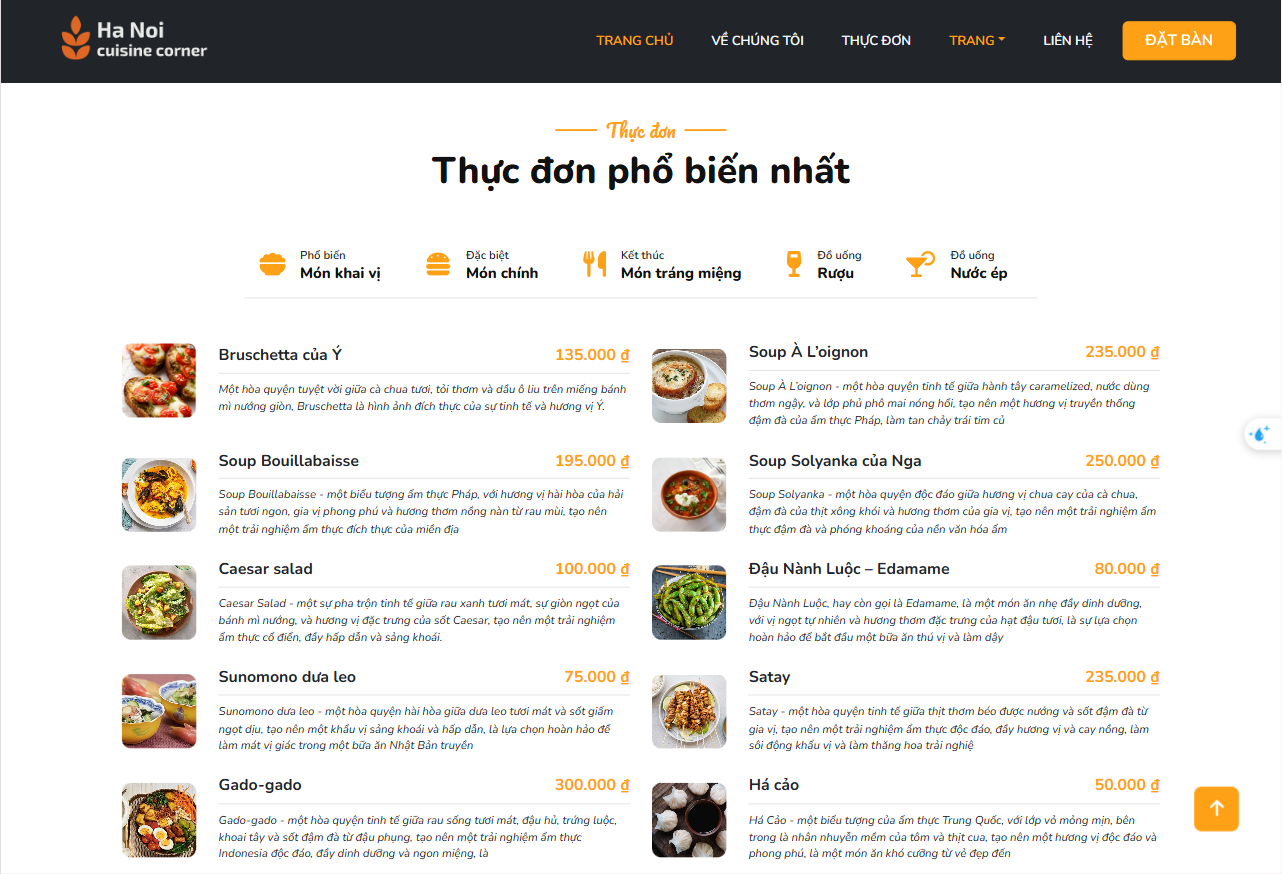 Ha Noi
cuisine corner
TRANG CHỦ
VỀ CHÚNG TÔI
THỰC ĐƠN
TRANG
LIÊN HỆ
ĐẶT BÀN
Thực đơn
Thực đơn phổ biến nhất
Phổ biến
Món khai vị
Đặc biệt
Món chính
Kết thúc
Món tráng miệng
Đồ uống
Rượu
Đồ uống
Nước ép
Bruschetta của Ý 135.000 ₫
Một hòa quyện tuyệt vời giữa cà chua tươi, tỏi thơm và dầu ô liu trên miếng bánh
mì nướng giòn, Bruschetta là hình ảnh đích thực của sự tinh tế và hương vị Ý.
Soup À L’oignon 235.000 ₫
Soup À L’oignon - một hòa quyện tinh tế giữa hành tây caramelized, nước dùng
thơm ngậy, và lớp phủ phô mai nóng hổi, tạo nên một hương vị truyền thống
đậm đà của ẩm thực Pháp, làm tan chảy trái tim củ
Soup Bouillabaisse 195.000 ₫
Soup Bouillabaisse - một biểu tượng ẩm thực Pháp, với hương vị hài hòa của hải
sản tươi ngon, gia vị phong phú và hương thơm nồng nàn từ rau mùi, tạo nên
một trải nghiệm ẩm thực đích thực của miền địa
Soup Solyanka của Nga 250.000 ₫
Soup Solyanka - một hòa quyện độc đáo giữa hương vị chua cay của cà chua,
đậm đà của thịt xông khói và hương thơm của gia vị, tạo nên một trải nghiệm ẩm
thực đậm đà và phóng khoáng của nền văn hóa ẩm
Caesar salad 100.000 ₫
Caesar Salad - một sự pha trộn tinh tế giữa rau xanh tươi mát, sự giòn ngọt của
bánh mì nướng, và hương vị đặc trưng của sốt Caesar, tạo nên một trải nghiệm
ẩm thực cổ điển, đầy hấp dẫn và sảng khoái.
Đậu Nành Luộc – Edamame 80.000 ₫
Đậu Nành Luộc, hay còn gọi là Edamame, là một món ăn nhẹ đầy dinh dưỡng,
với vị ngọt tự nhiên và hương thơm đặc trưng của hạt đậu tươi, là sự lựa chọn
hoàn hảo để bắt đầu một bữa ăn thú vị và làm dậy
Sunomono dưa leo 75.000 ₫
Sunomono dưa leo - một hòa quyện hài hòa giữa dưa leo tươi mát và sốt giấm
ngọt dịu, tạo nên một khẩu vị sảng khoái và hấp dẫn, là lựa chọn hoàn hảo để
làm mát vị giác trong một bữa ăn Nhật Bản truyền
Satay 235.000 ₫
Satay - một hòa quyện tinh tế giữa thịt thơm béo được nướng và sốt đậm đà từ
gia vị, tạo nên một trải nghiệm ẩm thực độc đáo, đầy hương vị và cay nồng, làm
sôi động khẩu vị và làm thăng hoa trải nghiệ
Gado-gado 300.000 ₫
Gado-gado - một hòa quyện tinh tế giữa rau sống tươi mát, đậu hủ, trứng luộc,
khoai tây và sốt đậm đà từ đậu phụng, tạo nên một trải nghiệm ẩm thực
Indonesia độc đáo, đầy dinh dưỡng và ngon miệng, là
Há cảo 50.000 ₫
Há Cảo - một biểu tượng của ẩm thực Trung Quốc, với lớp vỏ mỏng mịn, bên
trong là nhân nhuyễn mềm của tôm và thịt cua, tạo nên một hương vị độc đáo và
phong phú, là một món ăn khó cưỡng từ vẻ đẹp đến